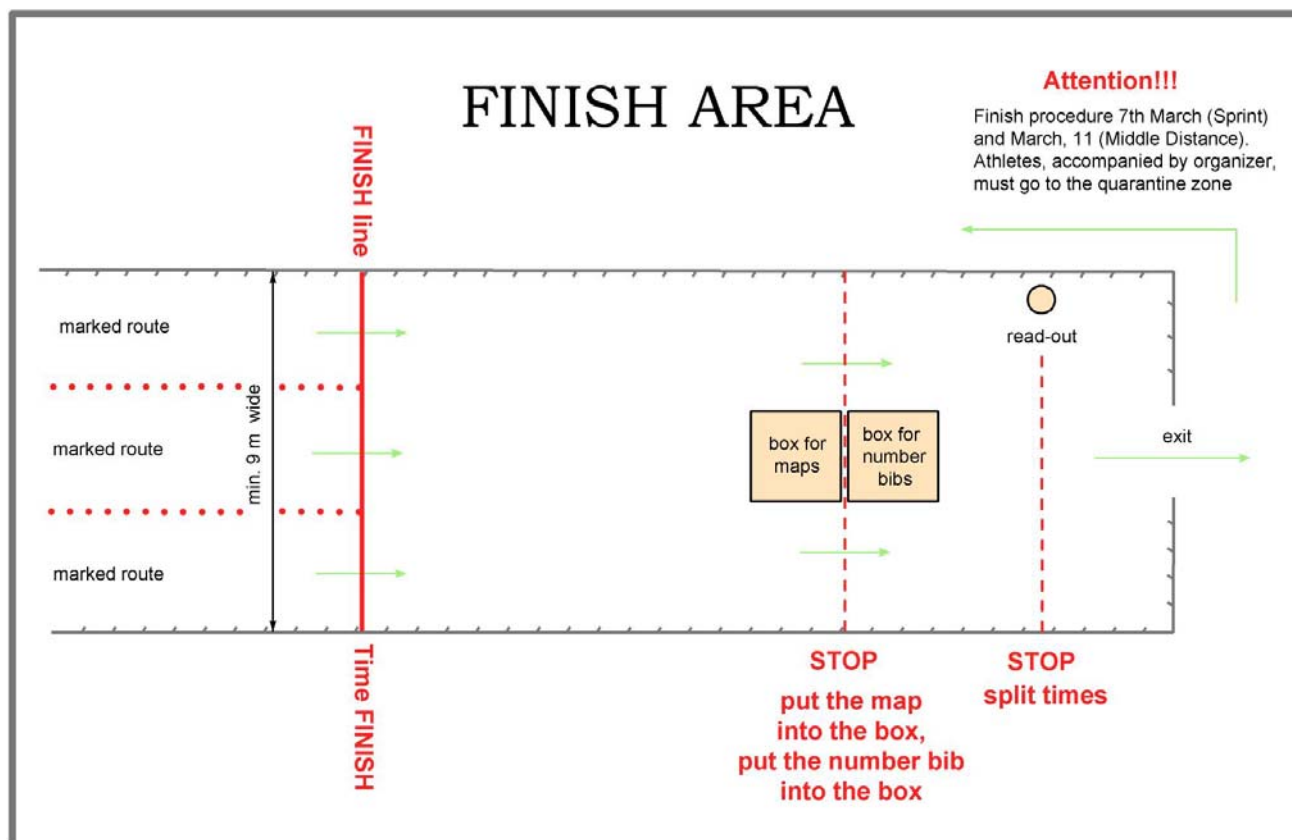 FINISH AREA
Attention!!!
Finish procedure 7th March (Sprint)
and March, 11 (Middle Distance).
Athletes, accompanied by organizer,
must go to the quarantine zone
FINISH line
marked route
marked route
marked route
min. 9 m wide
read-out
box for
maps
box for
number
bibs
exit
Time FINISH
STOP
put the map
into the box,
put the number bib
into the box
STOP
split times